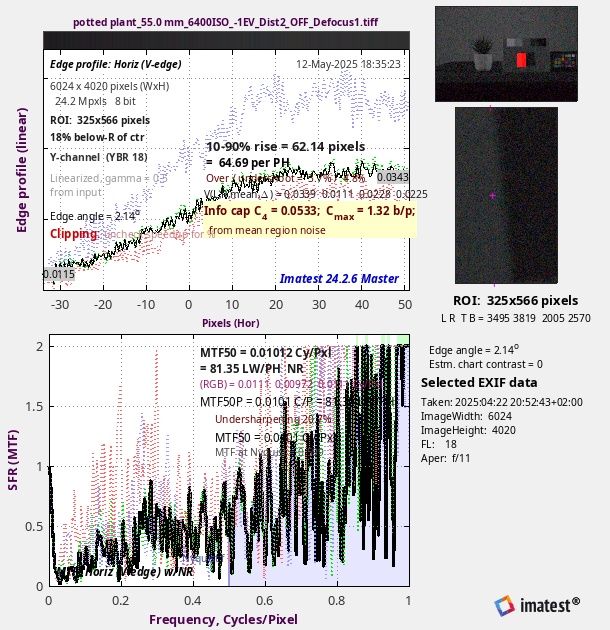 potted plant_55.0 mm_6400ISO_-1EV_Dist2_OFF_Defocus1.tiff
Edge profile: Horiz (V-edge)
12-May-2025 18:35:23
6024 x 4020 pixels (WxH)
24.2 Mpxls 8 bit
ROI: 325x566 pixels
18% below-R of ctr
Y-channel (YBR 18)
Linearized, gamma = 0.5
from input
Edge angle = 2.14°
Clipping
10-90% rise = 62.14 pixels
= 64.69 per PH
0.0343
Info cap C4 = 0.0533; Cmax = 1.32 b/p;
from mean region noise
0.0115
Imatest 24.2.6 Master
-30 -20 -10 0 10 20 30 40 50
Pixels (Hor)
Edge profile (linear)
ROI: 325x566 pixels
L R T B = 3495 3819 2005 2570
Edge angle = 2.14°
Estm. chart contrast = 0
Selected EXIF data
Taken: 2025:04:22 20:52:43+02:00
ImageWidth: 6024
ImageHeight: 4020
FL: 18
Aper: f/11
MTF50 = 0.01012 Cy/Pxl
= 81.35 LW/PH NR
MTF50P = 0.0101 C/P =
Undersharpening
MTF50 =
2
1.5
1
0.5
0
SFR (MTF)
0 0.2 0.4 0.6 0.8 1
Frequency, Cycles/Pixel
imatest®